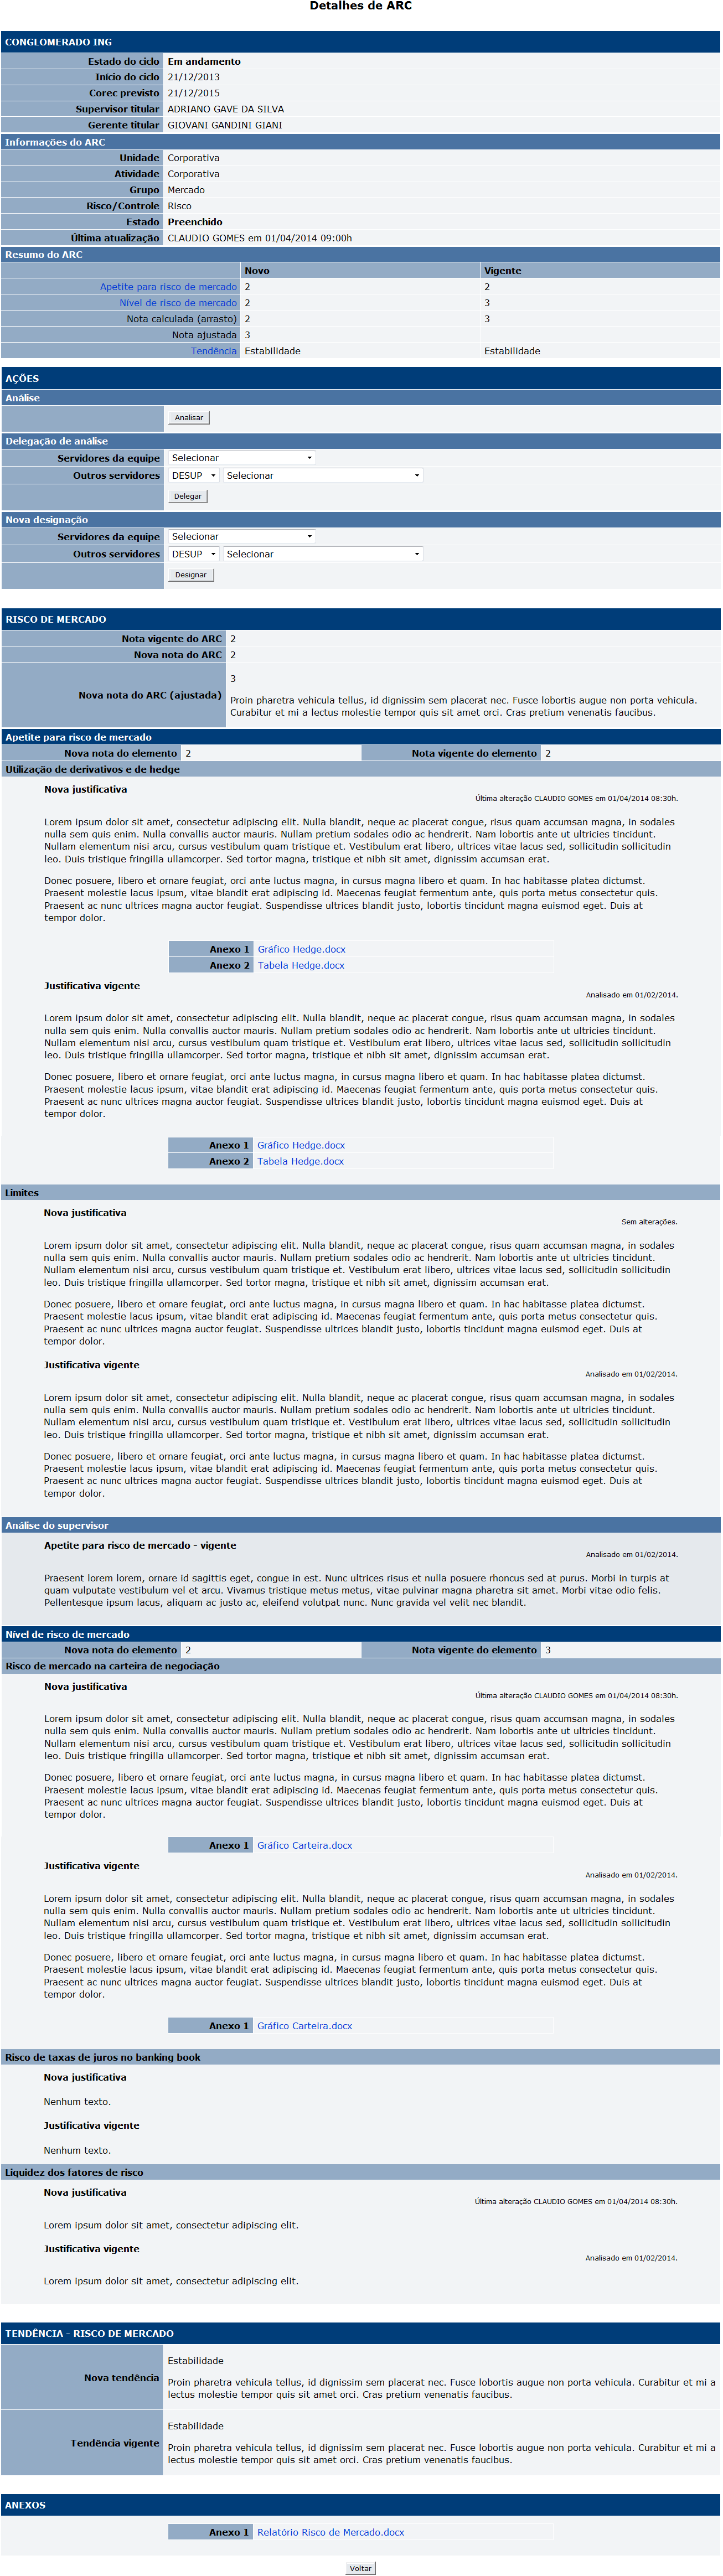 Detalhes de ARC
CONGLOMERADO ING
Estado do ciclo Em andamento
Início do ciclo 21/12/2013
Corec previsto 21/12/2015
Supervisor titular ADRIANO GAVE DA SILVA
Gerente titular GIOVANI GANDINI GIANI
Informações do ARC
Unidade Corporativa
Atividade Corporativa
Grupo Mercado
Risco/Controle Risco
Estado Preenchido
Última atualização CLAUDIO GOMES em 01/04/2014 09:00h
Resumo do ARC
Novo Vigente
Apetite para risco de mercado 2 2
Nível de risco de mercado 2 3
Nota calculada (arrasto) 2 3
Nota ajustada 3
Tendência Estabilidade Estabilidade
AÇÕES
Análise
Analisar
Delegação de análise
Servidores da equipe Selecionar
Outros servidores DESUP Selecionar
Delegar
Nova designação
Servidores da equipe Selecionar
Outros servidores DESUP Selecionar
Designar
RISCO DE MERCADO
Nota vigente do ARC 2
Nova nota do ARC 2
3
Nova nota do ARC (ajustada)
Proin pharetra vehicula tellus, id dignissim sem placerat nec. Fusce lobortis augue non porta vehicula.
Curabitur et mi a lectus molestie tempor quis sit amet orci. Cras pretium venenatis faucibus.
Apetite para risco de mercado
Nova nota do elemento 2 Nota vigente do elemento 2
Utilização de derivativos e de hedge
Nova justificativa
Última alteração CLAUDIO GOMES em 01/04/2014 08:30h.
Lorem ipsum dolor sit amet, consectetur adipiscing elit. Nulla blandit, neque ac placerat congue, risus quam accumsan magna, in sodales
nulla sem quis enim. Nulla convallis auctor mauris. Nullam pretium sodales odio ac hendrerit. Nam lobortis ante ut ultricies tincidunt.
Nullam elementum nisi arcu, cursus vestibulum quam tristique et. Vestibulum erat libero, ultrices vitae lacus sed, sollicitudin sollicitudin
leo. Duis tristique fringilla ullamcorper. Sed tortor magna, tristique et nibh sit amet, dignissim accumsan erat.
Donec posuere, libero et ornare feugiat, orci ante luctus magna, in cursus magna libero et quam. In hac habitasse platea dictumst.
Praesent molestie lacus ipsum, vitae blandit erat adipiscing id. Maecenas feugiat fermentum ante, quis porta metus consectetur quis.
Praesent ac nunc ultrices magna auctor feugiat. Suspendisse ultrices blandit justo, lobortis tincidunt magna euismod eget. Duis at
tempor dolor.
Anexo 1 Gráfico Hedge.docx
Anexo 2 Tabela Hedge.docx
Justificativa vigente
Analisado em 01/02/2014.
Lorem ipsum dolor sit amet, consectetur adipiscing elit. Nulla blandit, neque ac placerat congue, risus quam accumsan magna, in sodales
nulla sem quis enim. Nulla convallis auctor mauris. Nullam pretium sodales odio ac hendrerit. Nam lobortis ante ut ultricies tincidunt.
Nullam elementum nisi arcu, cursus vestibulum quam tristique et. Vestibulum erat libero, ultrices vitae lacus sed, sollicitudin sollicitudin
leo. Duis tristique fringilla ullamcorper. Sed tortor magna, tristique et nibh sit amet, dignissim accumsan erat.
Donec posuere, libero et ornare feugiat, orci ante luctus magna, in cursus magna libero et quam. In hac habitasse platea dictumst.
Praesent molestie lacus ipsum, vitae blandit erat adipiscing id. Maecenas feugiat fermentum ante, quis porta metus consectetur quis.
Praesent ac nunc ultrices magna auctor feugiat. Suspendisse ultrices blandit justo, lobortis tincidunt magna euismod eget. Duis at
tempor dolor.
Anexo 1 Gráfico Hedge.docx
Anexo 2 Tabela Hedge.docx
Limites
Nova justificativa
Sem alterações.
Lorem ipsum dolor sit amet, consectetur adipiscing elit. Nulla blandit, neque ac placerat congue, risus quam accumsan magna, in sodales
nulla sem quis enim. Nulla convallis auctor mauris. Nullam pretium sodales odio ac hendrerit. Nam lobortis ante ut ultricies tincidunt.
Nullam elementum nisi arcu, cursus vestibulum quam tristique et. Vestibulum erat libero, ultrices vitae lacus sed, sollicitudin sollicitudin
leo. Duis tristique fringilla ullamcorper. Sed tortor magna, tristique et nibh sit amet, dignissim accumsan erat.
Donec posuere, libero et ornare feugiat, orci ante luctus magna, in cursus magna libero et quam. In hac habitasse platea dictumst.
Praesent molestie lacus ipsum, vitae blandit erat adipiscing id. Maecenas feugiat fermentum ante, quis porta metus consectetur quis.
Praesent ac nunc ultrices magna auctor feugiat. Suspendisse ultrices blandit justo, lobortis tincidunt magna euismod eget. Duis at
tempor dolor.
Justificativa vigente
Analisado em 01/02/2014.
Lorem ipsum dolor sit amet, consectetur adipiscing elit. Nulla blandit, neque ac placerat congue, risus quam accumsan magna, in sodales
nulla sem quis enim. Nulla convallis auctor mauris. Nullam pretium sodales odio ac hendrerit. Nam lobortis ante ut ultricies tincidunt.
Nullam elementum nisi arcu, cursus vestibulum quam tristique et. Vestibulum erat libero, ultrices vitae lacus sed, sollicitudin sollicitudin
leo. Duis tristique fringilla ullamcorper. Sed tortor magna, tristique et nibh sit amet, dignissim accumsan erat.
Donec posuere, libero et ornare feugiat, orci ante luctus magna, in cursus magna libero et quam. In hac habitasse platea dictumst.
Praesent molestie lacus ipsum, vitae blandit erat adipiscing id. Maecenas feugiat fermentum ante, quis porta metus consectetur quis.
Praesent ac nunc ultrices magna auctor feugiat. Suspendisse ultrices blandit justo, lobortis tincidunt magna euismod eget. Duis at
tempor dolor.
Análise do supervisor
Apetite para risco de mercado - vigente
Analisado em 01/02/2014.
Praesent lorem lorem, ornare id sagittis eget, congue in est. Nunc ultrices risus et nulla posuere rhoncus sed at purus. Morbi in turpis at
quam vulputate vestibulum vel et arcu. Vivamus tristique metus metus, vitae pulvinar magna pharetra sit amet. Morbi vitae odio felis.
Pellentesque ipsum lacus, aliquam ac justo ac, eleifend volutpat nunc. Nunc gravida vel velit nec blandit.
Nível de risco de mercado
Nova nota do elemento 2 Nota vigente do elemento 3
Risco de mercado na carteira de negociação
Nova justificativa
Última alteração CLAUDIO GOMES em 01/04/2014 08:30h.
Lorem ipsum dolor sit amet, consectetur adipiscing elit. Nulla blandit, neque ac placerat congue, risus quam accumsan magna, in sodales
nulla sem quis enim. Nulla convallis auctor mauris. Nullam pretium sodales odio ac hendrerit. Nam lobortis ante ut ultricies tincidunt.
Nullam elementum nisi arcu, cursus vestibulum quam tristique et. Vestibulum erat libero, ultrices vitae lacus sed, sollicitudin sollicitudin
leo. Duis tristique fringilla ullamcorper. Sed tortor magna, tristique et nibh sit amet, dignissim accumsan erat.
Donec posuere, libero et ornare feugiat, orci ante luctus magna, in cursus magna libero et quam. In hac habitasse platea dictumst.
Praesent molestie lacus ipsum, vitae blandit erat adipiscing id. Maecenas feugiat fermentum ante, quis porta metus consectetur quis.
Praesent ac nunc ultrices magna auctor feugiat. Suspendisse ultrices blandit justo, lobortis tincidunt magna euismod eget. Duis at
tempor dolor.
Anexo 1 Gráfico Carteira.docx
Justificativa vigente
Analisado em 01/02/2014.
Lorem ipsum dolor sit amet, consectetur adipiscing elit. Nulla blandit, neque ac placerat congue, risus quam accumsan magna, in sodales
nulla sem quis enim. Nulla convallis auctor mauris. Nullam pretium sodales odio ac hendrerit. Nam lobortis ante ut ultricies tincidunt.
Nullam elementum nisi arcu, cursus vestibulum quam tristique et. Vestibulum erat libero, ultrices vitae lacus sed, sollicitudin sollicitudin
leo. Duis tristique fringilla ullamcorper. Sed tortor magna, tristique et nibh sit amet, dignissim accumsan erat.
Donec posuere, libero et ornare feugiat, orci ante luctus magna, in cursus magna libero et quam. In hac habitasse platea dictumst.
Praesent molestie lacus ipsum, vitae blandit erat adipiscing id. Maecenas feugiat fermentum ante, quis porta metus consectetur quis.
Praesent ac nunc ultrices magna auctor feugiat. Suspendisse ultrices blandit justo, lobortis tincidunt magna euismod eget. Duis at
tempor dolor.
Anexo 1 Gráfico Carteira.docx
Risco de taxas de juros no banking book
Nova justificativa
Nenhum texto.
Justificativa vigente
Nenhum texto.
Liquidez dos fatores de risco
Nova justificativa
Última alteração CLAUDIO GOMES em 01/04/2014 08:30h.
Lorem ipsum dolor sit amet, consectetur adipiscing elit.
Justificativa vigente
Analisado em 01/02/2014.
Lorem ipsum dolor sit amet, consectetur adipiscing elit.
TENDÊNCIA - RISCO DE MERCADO
Estabilidade
Nova tendência
Proin pharetra vehicula tellus, id dignissim sem placerat nec. Fusce lobortis augue non porta vehicula. Curabitur et mi a
lectus molestie tempor quis sit amet orci. Cras pretium venenatis faucibus.
Estabilidade
Tendência vigente
Proin pharetra vehicula tellus, id dignissim sem placerat nec. Fusce lobortis augue non porta vehicula. Curabitur et mi a
lectus molestie tempor quis sit amet orci. Cras pretium venenatis faucibus.
ANEXOS
Anexo 1 Relatório Risco de Mercado.docx
Voltar